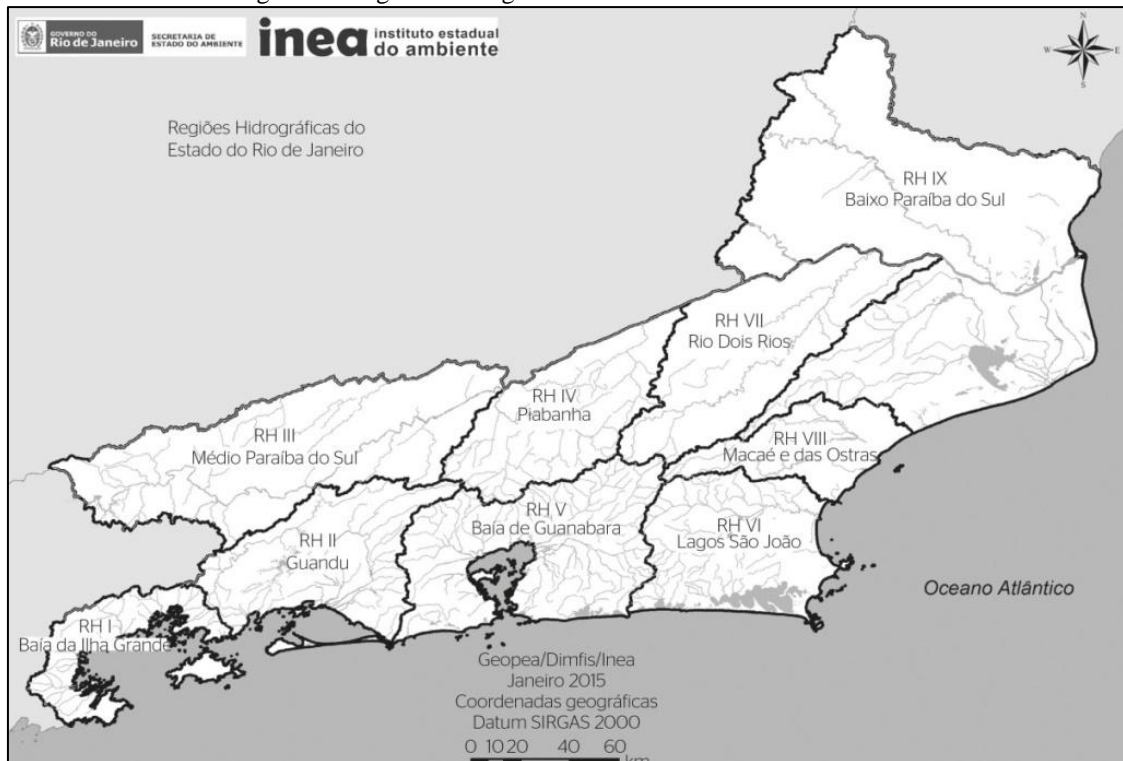 GOVERNO DO
Rio de Janeiro
SECRETARIA DE
ESTADO DO AMBIENTE
inea instituto estadual
do ambiente
N
W E
S
Regiões Hidrográficas do
Estado do Rio de Janeiro
RH IX
Baixo Paraíba do Sul
RH VII
Rio Dois Rios
RH IV
Piabanha
RH III
Médio Paraíba do Sul
RH VIII
Macaé e das Ostras
RH V
Baía de Guanabara
RH VI
Lagos São João
RH II
Guandu
Oceano Atlântico
RH I
Baía da Ilha Grande
Geopea/Dimfis/Inea
Janeiro 2015
Coordenadas geográficas
Datum SIRGAS 2000
0 10 20 40 60
km